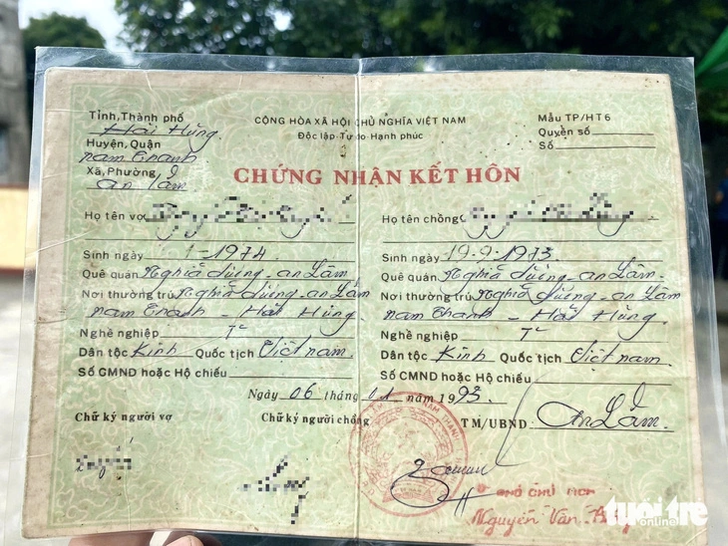 Tỉnh, Thành phố
Hải Hưng
Huyện, Quận
nam Thanh
Xã, Phường
An Lâm
CỘNG HÒA XÃ HỘI CHỦ NGHĨA VIỆT NAM
Độc lập - Tự do - Hạnh phúc
Mẫu TP/HT6
Quyển số
Số
CHỨNG NHẬN KẾT HÔN
Họ tên vợ
Sinh ngày 1-1974
Quê quán Nghĩa dũng - an Lâm
Nơi thường trú Nghĩa dũng - an Lâm
nam Thanh - Hải Hưng
Nghề nghiệp
Dân tộc Kinh Quốc tịch Việt nam
Số CMND hoặc Hộ chiếu
Họ tên chồng
Sinh ngày 19-9-1973
Quê quán Nghĩa dũng - an Lâm
Nơi thường trú Nghĩa dũng - an Lâm
nam Thanh - Hải Hưng
Nghề nghiệp
Dân tộc Kinh Quốc tịch Việt nam
Số CMND hoặc Hộ chiếu
Ngày 06 tháng 01 năm 1993
Chữ ký người vợ
Chữ ký người chồng
TM/UBND An Lâm
Nguyễn Văn
tuổi trẻ
online